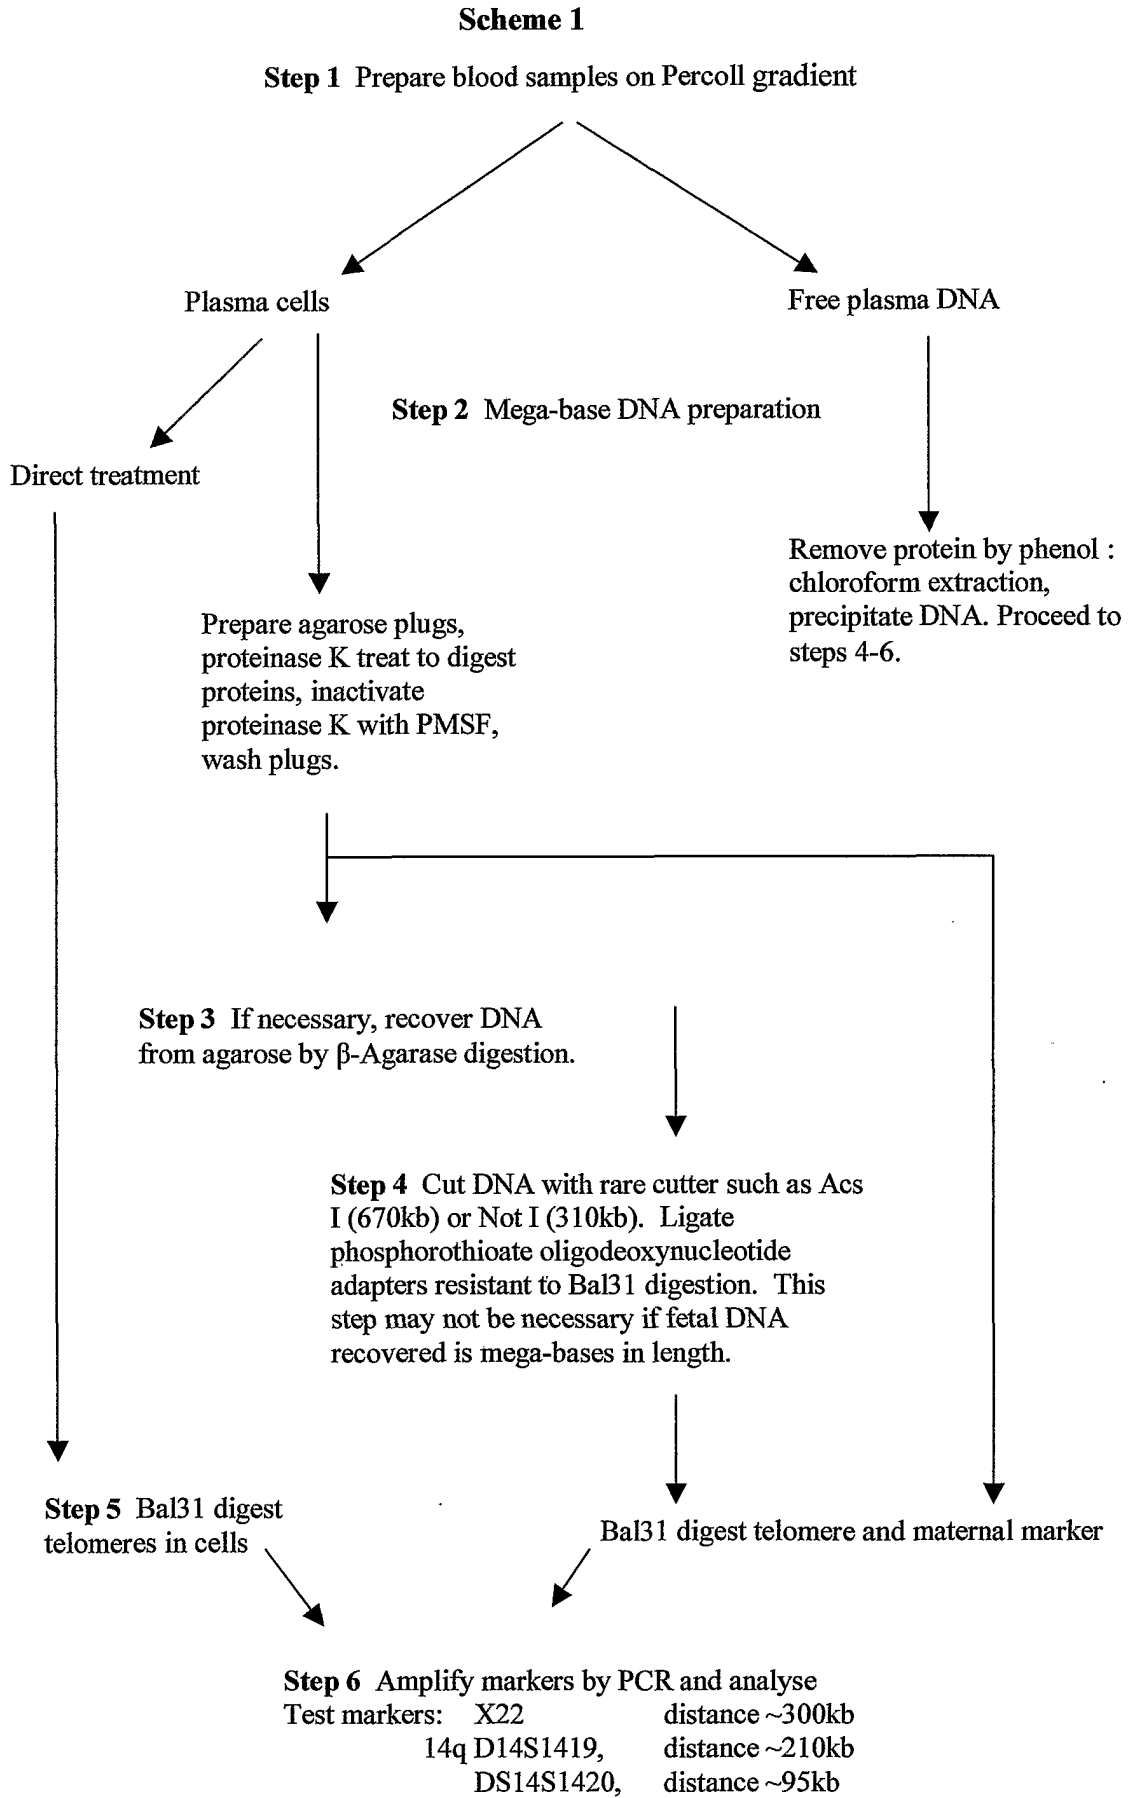 Scheme 1
Step 1 Prepare blood samples on Percoll gradient
Plasma cells
Free plasma DNA
Step 2 Mega-base DNA preparation
Direct treatment
Remove protein by phenol :
chloroform extraction,
precipitate DNA. Proceed to
steps 4-6.
Prepare agarose plugs,
proteinase K treat to digest
proteins, inactivate
proteinase K with PMSF,
wash plugs.
Step 3 If necessary, recover DNA
from agarose by β-Agarase digestion.
Step 4 Cut DNA with rare cutter such as Acs
I (670kb) or Not I (310kb). Ligate
phosphorothioate oligodeoxynucleotide
adapters resistant to Bal31 digestion. This
step may not be necessary if fetal DNA
recovered is mega-bases in length.
Step 5 Bal31 digest
telomeres in cells
Bal31 digest telomere and maternal marker
Step 6 Amplify markers by PCR and analyse
Test markers: X22 distance ~300kb
14q D14S1419, distance ~210kb
DS14S1420, distance ~95kb